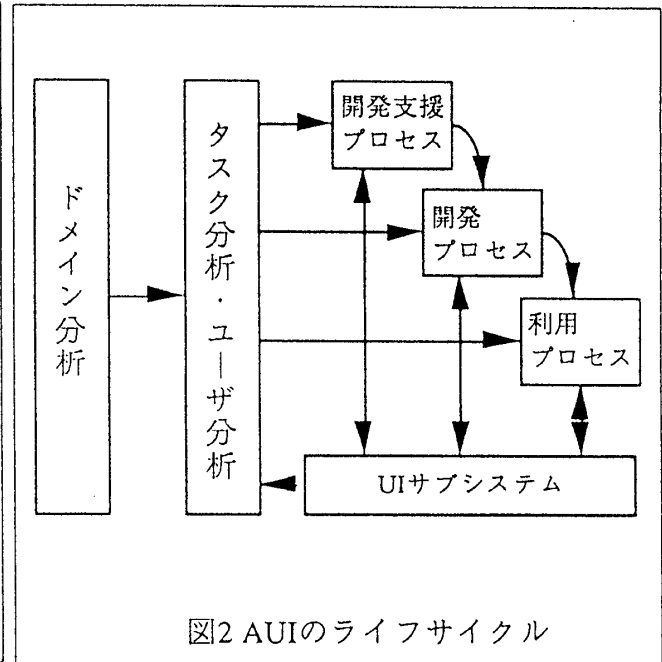 ドメイン分析
タスク分析・ユーザ分析
開発支援
プロセス
開発
プロセス
利用
プロセス
UIサブシステム
図2 AUIのライフサイクル